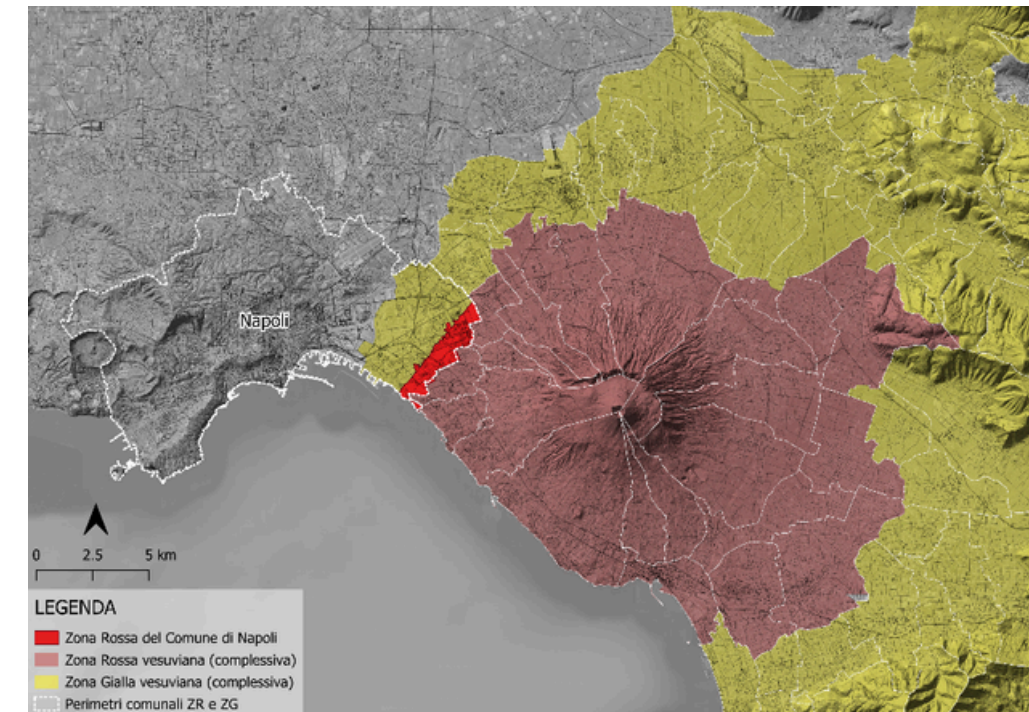 Napoli
0 2.5 5 km
LEGENDA
Zona Rossa del Comune di Napoli
Zona Rossa vesuviana (complessiva)
Zona Gialla vesuviana (complessiva)
Perimetri comunali ZR e ZG